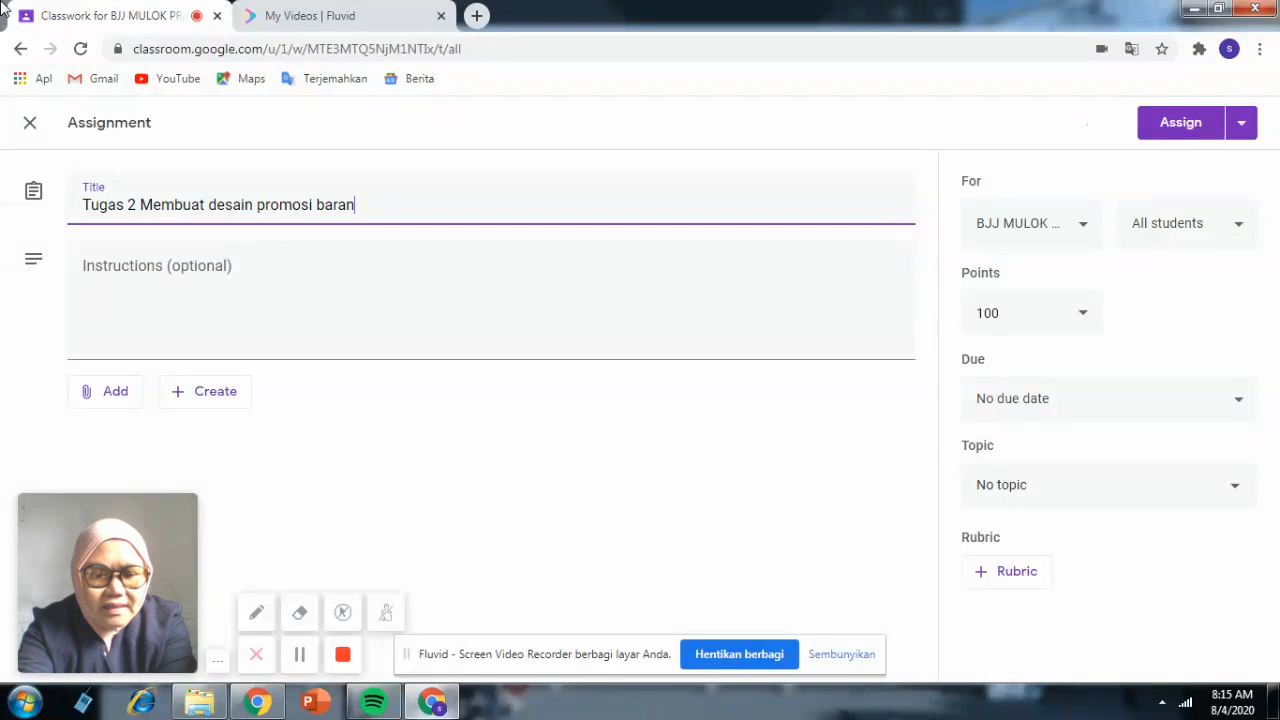 Classwork for BJJ MULOK PR
My Videos | Fluvid
classroom.google.com/u/1/w/MTE3MTQ5NjM1NTIx/t/all
S
Apl
Gmail
YouTube
Maps
Terjemahkan
Berita
Assignment
Assign
Title
Tugas 2 Membuat desain promosi baran
Instructions (optional)
Add
Create
For
BJJ MULOK ...
All students
Points
100
Due
No due date
Topic
No topic
Rubric
Rubric
...
Fluvid - Screen Video Recorder berbagi layar Anda.
Hentikan berbagi
Sembunyikan
8:15 AM
8/4/2020